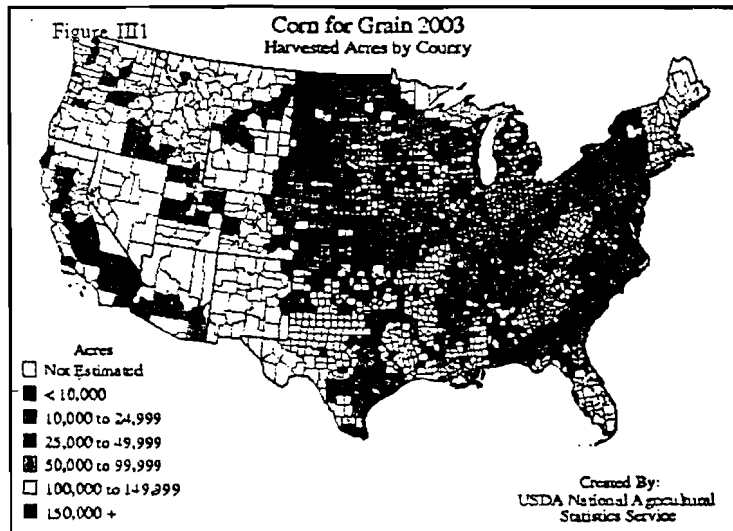 Figure III1
Corn for Grain 2003
Harvested Acres by County
Acres
Not Estimated
< 10,000
10,000 to 24,999
25,000 to 49,999
50,000 to 99,999
100,000 to 149,999
150,000 +
Created By:
USDA National Agricultural
Statistics Service